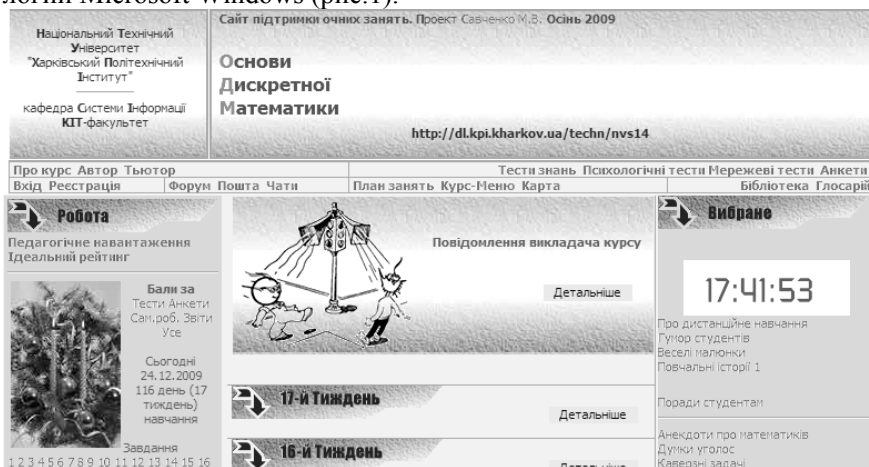 логии Microsoft Windows (рис.1).
Національний Технічний
Університет
"Харківський Політехнічний
Інститут"
кафедра Системи Інформації
КІТ-факультет
Сайт підтримки очних занять. Проект Савченко М.В. Осінь 2009
Основи
Дискретної
Математики
http://dl.kpi.kharkov.ua/techn/nvs14
Про курс Автор Тьютор
Тести знань Психологічні тести Мережеві тести Анкети
Вхід Реєстрація
Форум Пошта Чати
План занять Курс-Меню Карта
Бібліотека Глосарій
Робота
Педагогічне навантаження
Ідеальний рейтинг
Бали за
Тести Анкети
Сам.роб. Звіти
Усе
Сьогодні
24.12.2009
116 день (17
тиждень)
навчання
Завдання
1 2 3 4 5 6 7 8 9 10 11 12 13 14 15 16
Повідомлення викладача курсу
Детальніше
17-й Тиждень
Детальніше
16-й Тиждень
Детальніше
Вибране
17:41:53
Про дистанційне навчання
Гумор студентів
Веселі малюнки
Повчальні історії 1
Поради студентам
Анекдоти про математиків
Думки уголос
Каверзні задачі